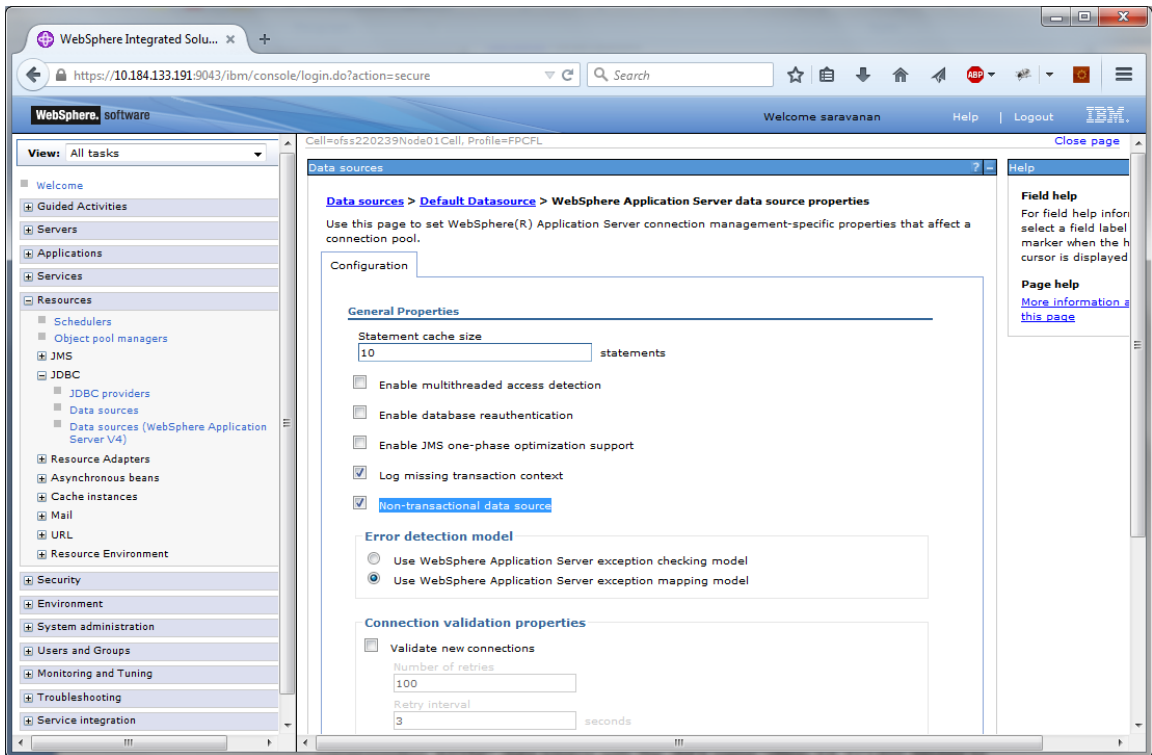 WebSphere Integrated Solu... × +
https://10.184.133.191:9043/ibm/console/login.do?action=secure
Search
ABP
WebSphere. software
Welcome saravanan
Help | Logout
IBM.
View: All tasks
Welcome
Guided Activities
Servers
Applications
Services
Resources
Schedulers
Object pool managers
JMS
JDBC
JDBC providers
Data sources
Data sources (WebSphere Application
Server V4)
Resource Adapters
Asynchronous beans
Cache instances
Mail
URL
Resource Environment
Security
Environment
System administration
Users and Groups
Monitoring and Tuning
Troubleshooting
Service integration
Cell=ofss220239Node01Cell, Profile=FPCFL
Close page
Data sources
? –
Data sources > Default Datasource > WebSphere Application Server data source properties
Use this page to set WebSphere(R) Application Server connection management-specific properties that affect a
connection pool.
Configuration
General Properties
Statement cache size
10 statements
Enable multithreaded access detection
Enable database reauthentication
Enable JMS one-phase optimization support
Log missing transaction context
Non-transactional data source
Error detection model
Use WebSphere Application Server exception checking model
Use WebSphere Application Server exception mapping model
Connection validation properties
Validate new connections
Number of retries
100
Retry interval
3 seconds
Help
Field help
For field help infor
select a field label
marker when the h
cursor is displayed
Page help
More information a
this page